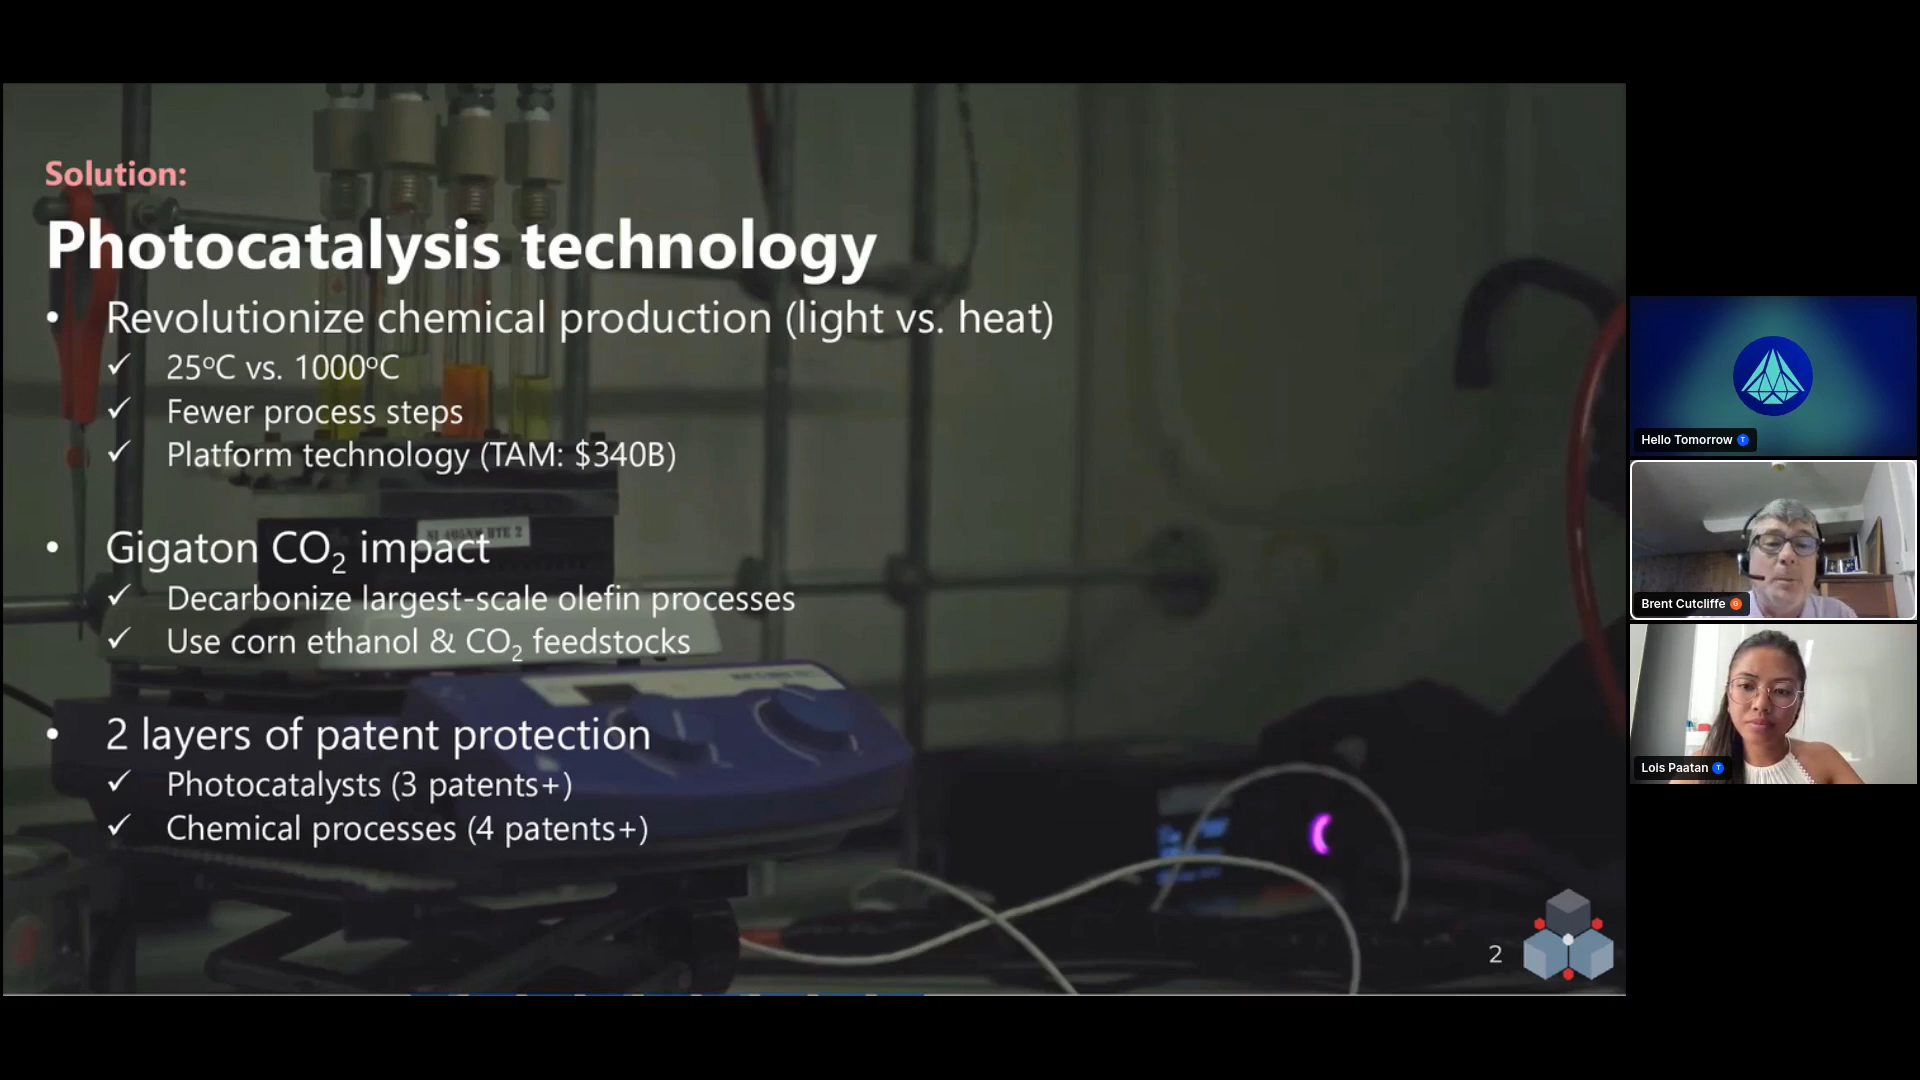 Solution:
Photocatalysis technology
• Revolutionize chemical production (light vs. heat)
✓ 25ºC vs. 1000ºC
✓ Fewer process steps
✓ Platform technology (TAM: $340B)
• Gigaton CO₂ impact
✓ Decarbonize largest-scale olefin processes
✓ Use corn ethanol & CO₂ feedstocks
• 2 layers of patent protection
✓ Photocatalysts (3 patents+)
✓ Chemical processes (4 patents+)
2
Hello Tomorrow T
Brent Cutcliffe G
Lois Paatan T